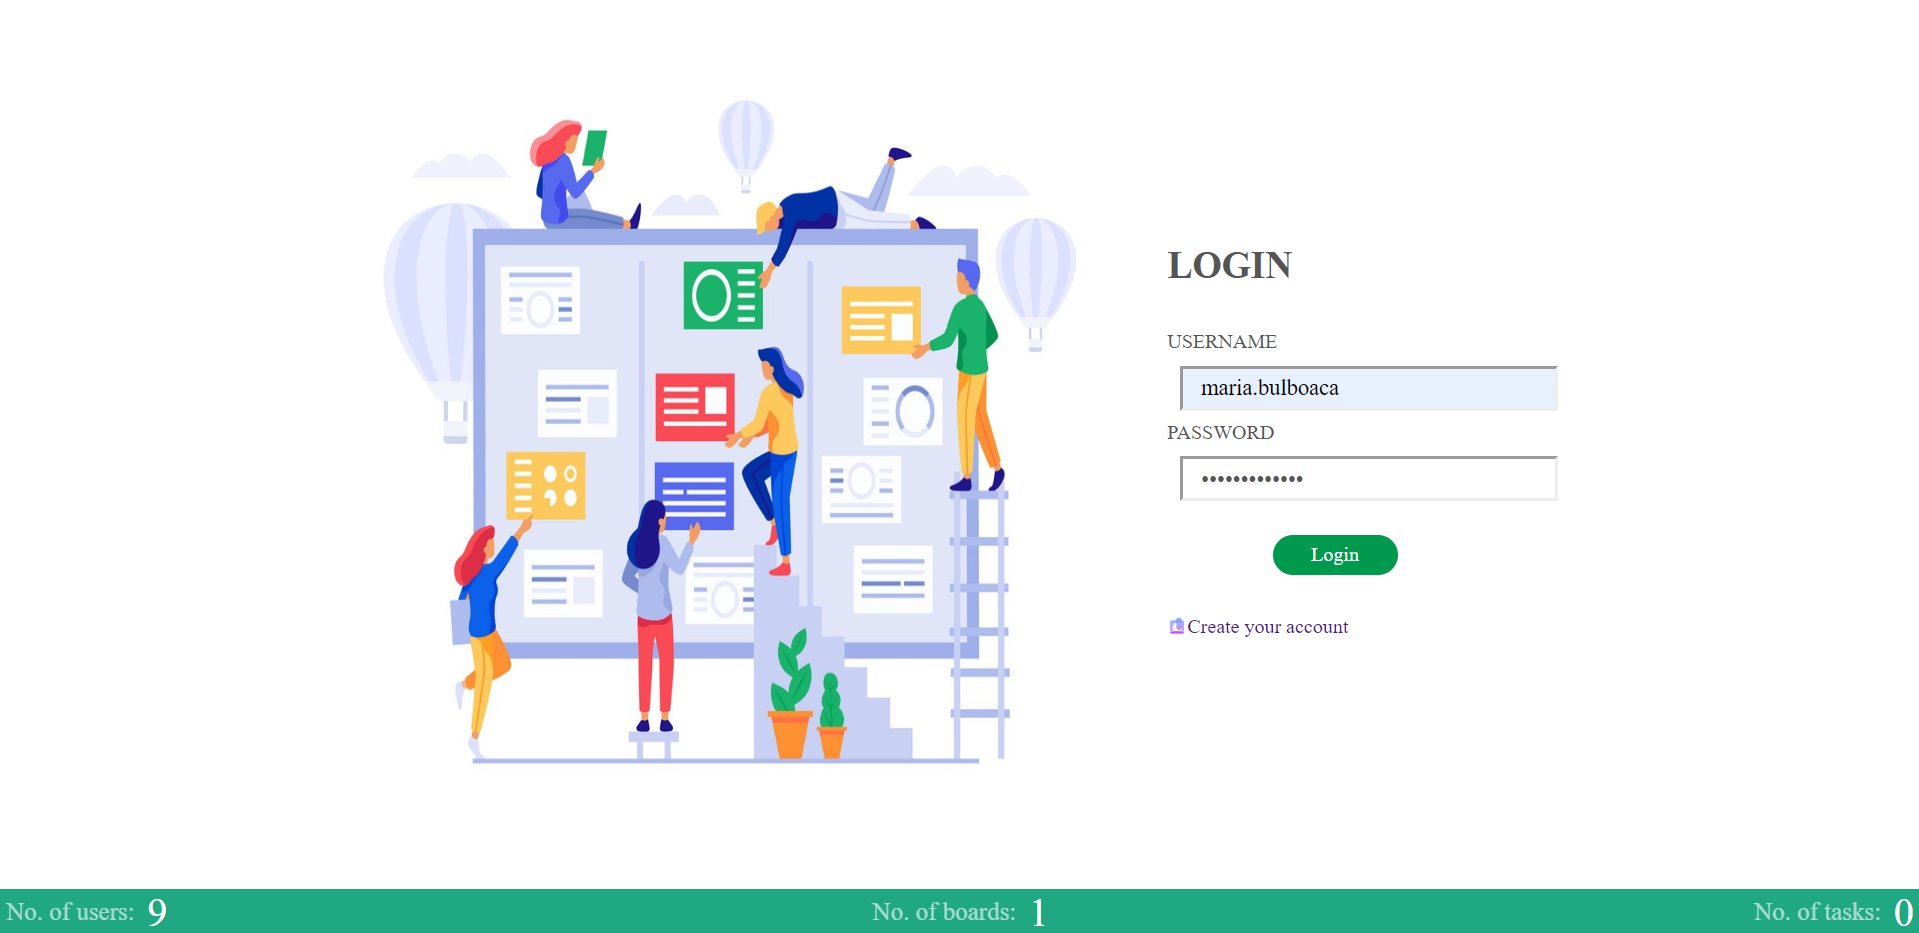 LOGIN
USERNAME
maria.bulboaca
PASSWORD
•••••••••••••
Login
Create your account
No. of users: 9
No. of boards: 1
No. of tasks: 0